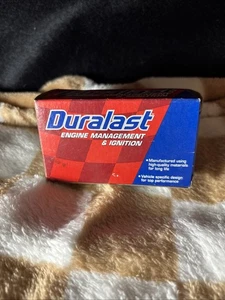 Duralast
ENGINE MANAGEMENT
& IGNITION
• Manufactured using
high-quality materials
for long life
• Vehicle specific design
for top performance